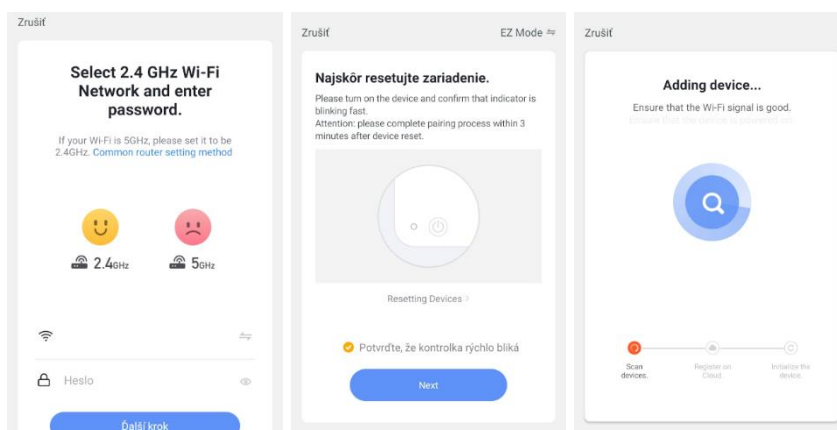 Zrušiť
Select 2.4 GHz Wi-Fi
Network and enter
password.
If your Wi-Fi is 5GHz, please set it to be
2.4GHz. Common router setting method
2.4GHz
5GHz
Heslo
Ďalší krok
Zrušiť
EZ Mode
Najskôr resetujte zariadenie.
Please turn on the device and confirm that indicator is
blinking fast.
Attention: please complete pairing process within 3
minutes after device reset.
Resetting Devices >
Potvrďte, že kontrolka rýchlo bliká
Next
Zrušiť
Adding device...
Ensure that the Wi-Fi signal is good.
Ensure that the device is powered on.
Scan
devices.
Register on
Cloud.
Initialize the
device.